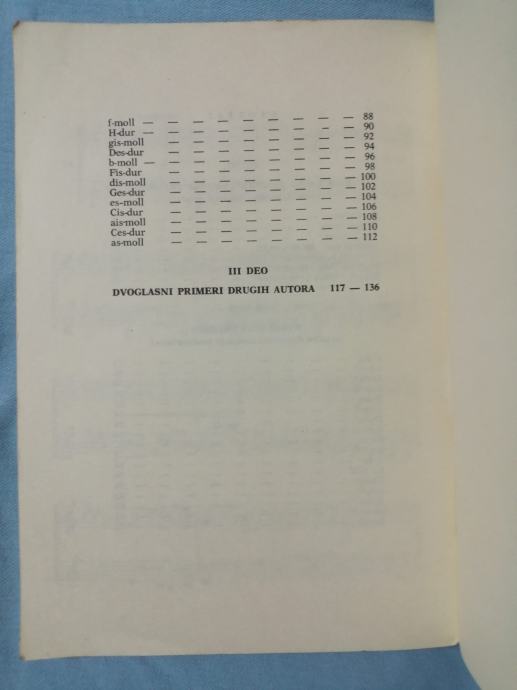 f-moll — — — — — — — — — 88
H-dur — — — — — — — – — 90
gis-moll — — — — — — — — 92
Des-dur — — — — — — — — 94
b-moll — — — — — — — — — 96
Fis-dur — — — — — — — — 98
dis-moll — — — — — — — — 100
Ges-dur — — — — — — — — 102
es-moll — — — — — — — — 104
Cis-dur — — — — — — — — 106
ais-moll — — — — — — — — 108
Ces-dur — — — — — — — — 110
as-moll — — — — — — — — 112
III DEO
DVOGLASNI PRIMERI DRUGIH AUTORA 117 — 136